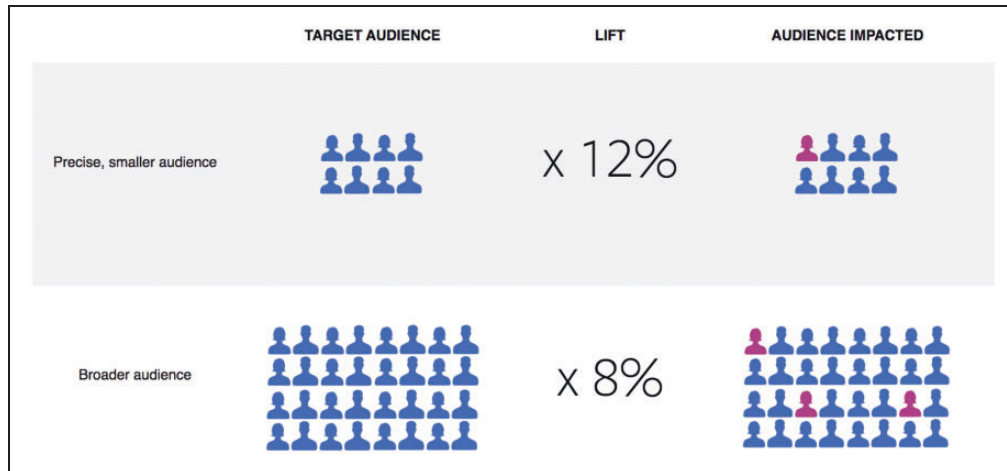 TARGET AUDIENCE LIFT AUDIENCE IMPACTED
Precise, smaller audience x 12%
Broader audience x 8%